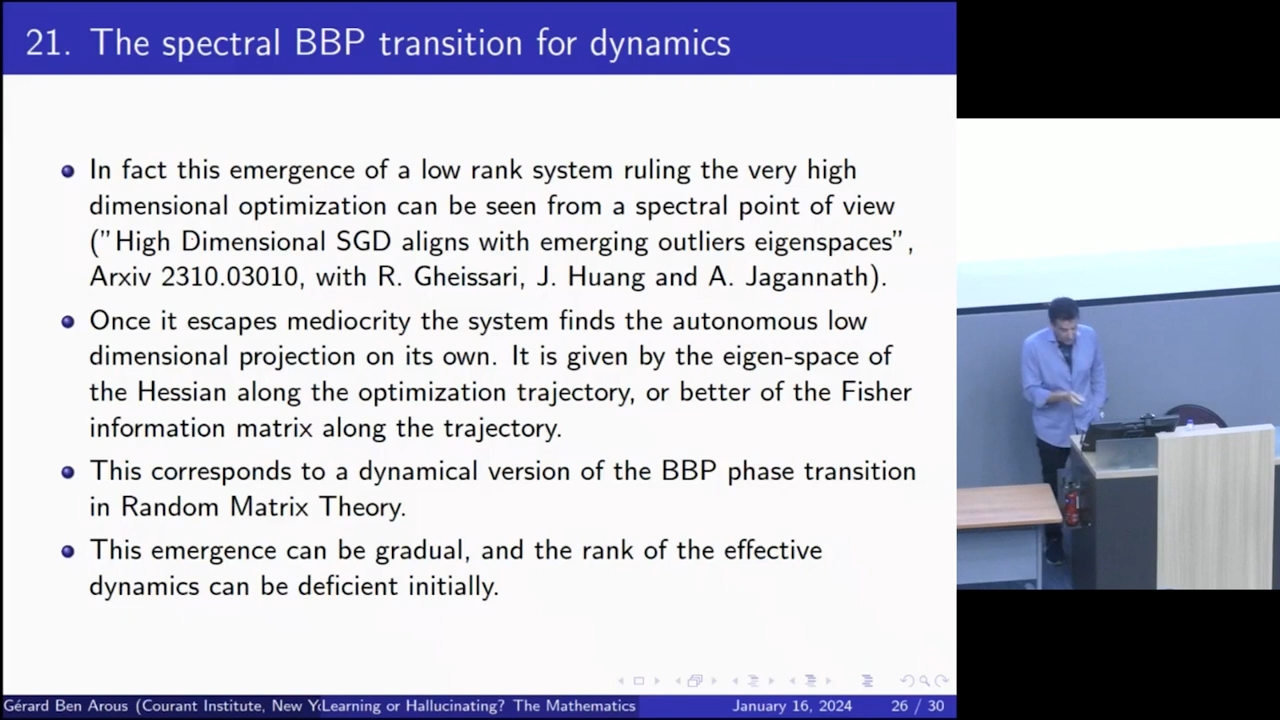 21. The spectral BBP transition for dynamics
In fact this emergence of a low rank system ruling the very high
dimensional optimization can be seen from a spectral point of view
("High Dimensional SGD aligns with emerging outliers eigenspaces",
Arxiv 2310.03010, with R. Gheissari, J. Huang and A. Jagannath).
Once it escapes mediocrity the system finds the autonomous low
dimensional projection on its own. It is given by the eigen-space of
the Hessian along the optimization trajectory, or better of the Fisher
information matrix along the trajectory.
This corresponds to a dynamical version of the BBP phase transition
in Random Matrix Theory.
This emergence can be gradual, and the rank of the effective
dynamics can be deficient initially.
Gérard Ben Arous (Courant Institute, New Y Learning or Hallucinating? The Mathematics January 16, 2024 26 / 30